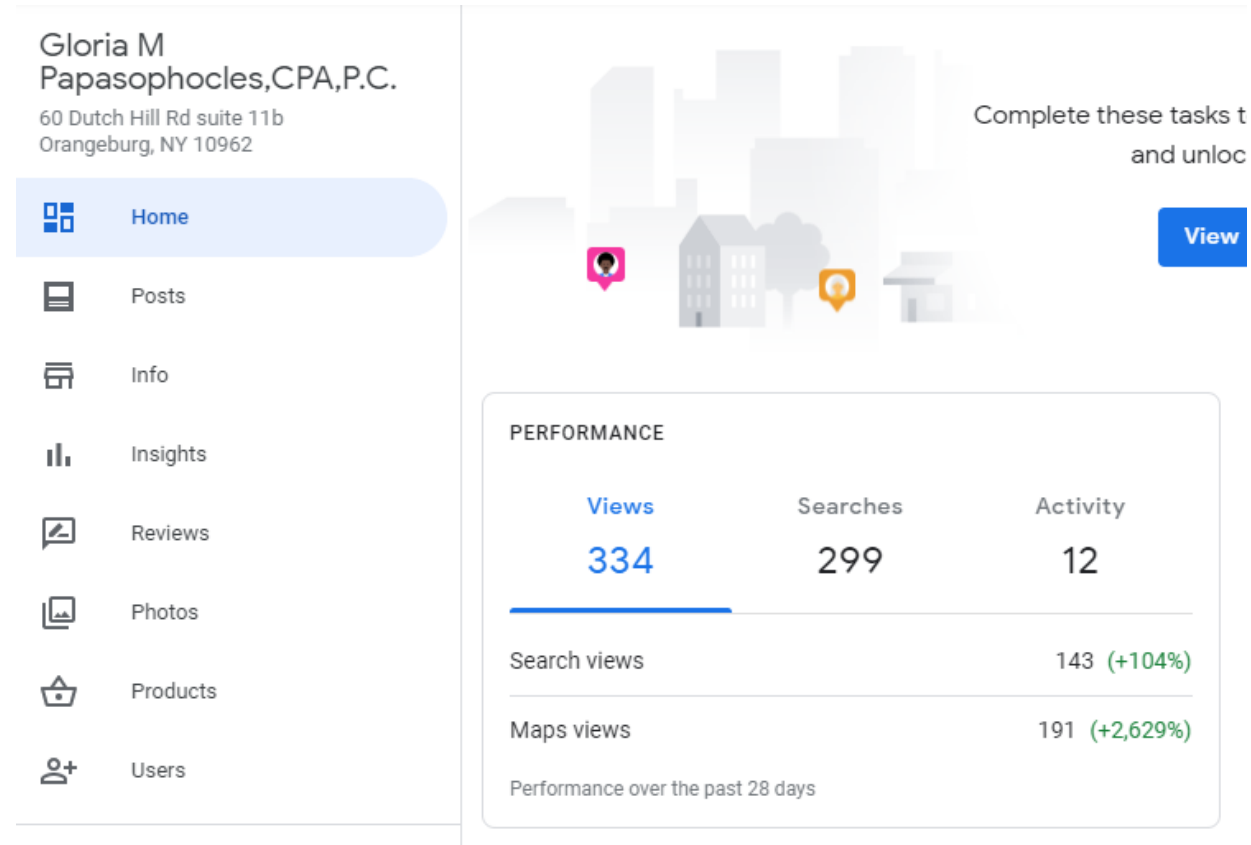 Gloria M
Papasophocles,CPA,P.C.
60 Dutch Hill Rd suite 11b
Orangeburg, NY 10962
Home
Posts
Info
Insights
Reviews
Photos
Products
Users
Complete these tasks t
and unloc
View
PERFORMANCE
Views Searches Activity
334 299 12
Search views 143 (+104%)
Maps views 191 (+2,629%)
Performance over the past 28 days